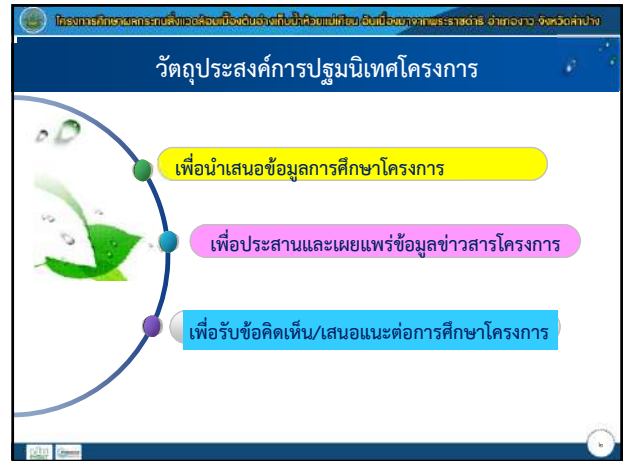 โครงการศึกษาผลกระทบสิ่งแวดล้อมเบื้องต้นอ่างเก็บน้ำห้วยแม่เทียน อันเนื่องมาจากพระราชดำริ อำเภองาว จังหวัดลำปาง
วัตถุประสงค์การปฐมนิเทศโครงการ
เพื่อนำเสนอข้อมูลการศึกษาโครงการ
เพื่อประสานและเผยแพร่ข้อมูลข่าวสารโครงการ
เพื่อรับข้อคิดเห็น/เสนอแนะต่อการศึกษาโครงการ
๒